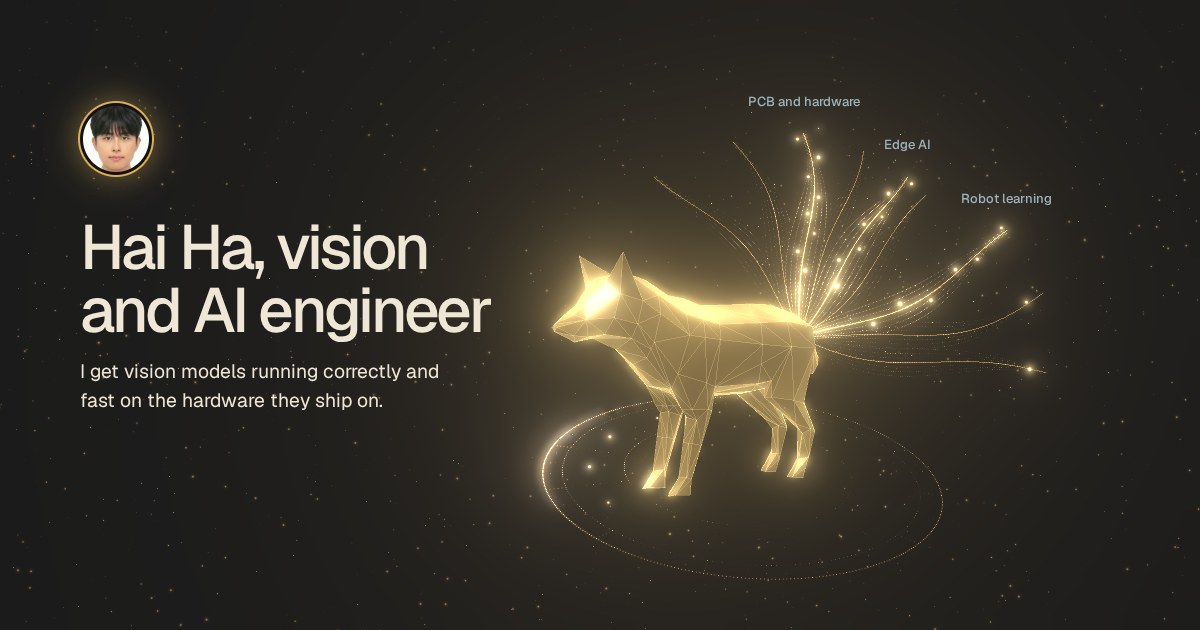 Hai Ha, vision
and AI engineer
I get vision models running correctly and
fast on the hardware they ship on.
PCB and hardware
Edge AI
Robot learning